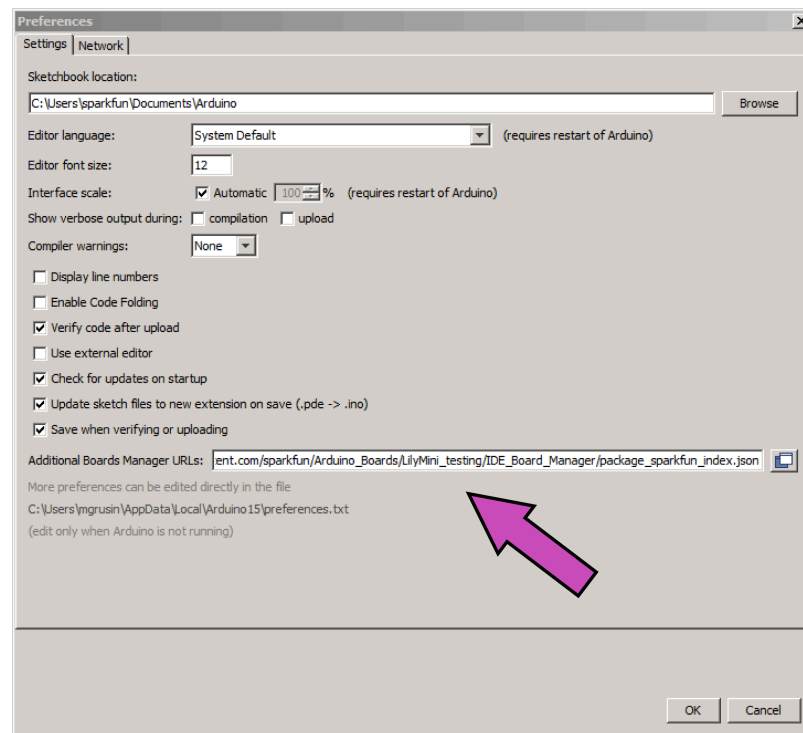 Preferences
Settings Network
Sketchbook location:
C:\Users\sparkfun\Documents\Arduino Browse
Editor language: System Default (requires restart of Arduino)
Editor font size: 12
Interface scale: Automatic 100 % (requires restart of Arduino)
Show verbose output during: compilation upload
Compiler warnings: None
Display line numbers
Enable Code Folding
Verify code after upload
Use external editor
Check for updates on startup
Update sketch files to new extension on save (.pde -> .ino)
Save when verifying or uploading
Additional Boards Manager URLs: ent.com/sparkfun/Arduino_Boards/LilyMini_testing/IDE_Board_Manager/package_sparkfun_index.json
More preferences can be edited directly in the file
C:\Users\mgrusin\AppData\Local\Arduino15\preferences.txt
(edit only when Arduino is not running)
OK Cancel